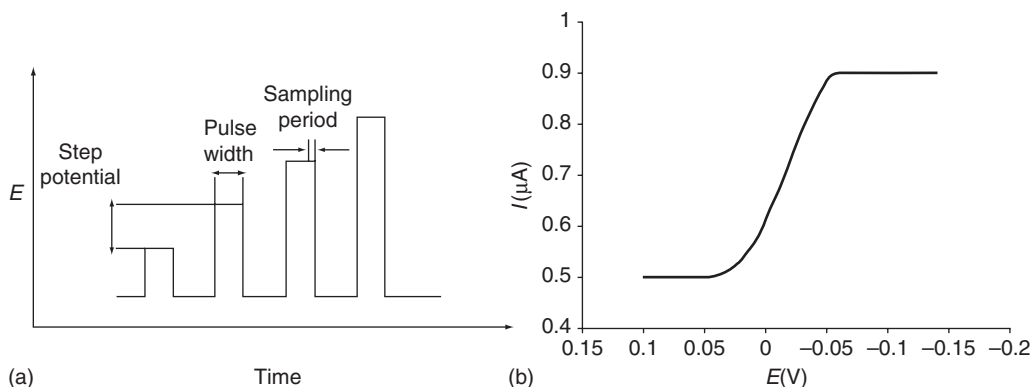 Step
potential
E
Pulse
width
Sampling
period
(a)
Time
1
0.9
0.8
0.7
0.6
0.5
0.4
I(μA)
0.15
0.1
0.05
0
−0.05
−0.1
−0.15
−0.2
(b)
E(V)